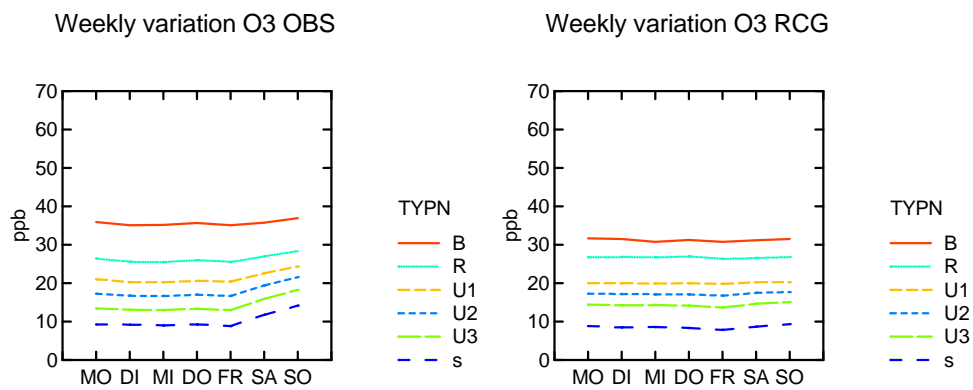 Weekly variation O3 OBS
70
60
50
40
30
20
10
0
ppb
MO DI MI DO FR SA SO
TYPN
B
R
U1
U2
U3
s
Weekly variation O3 RCG
70
60
50
40
30
20
10
0
ppb
MO DI MI DO FR SA SO
TYPN
B
R
U1
U2
U3
s